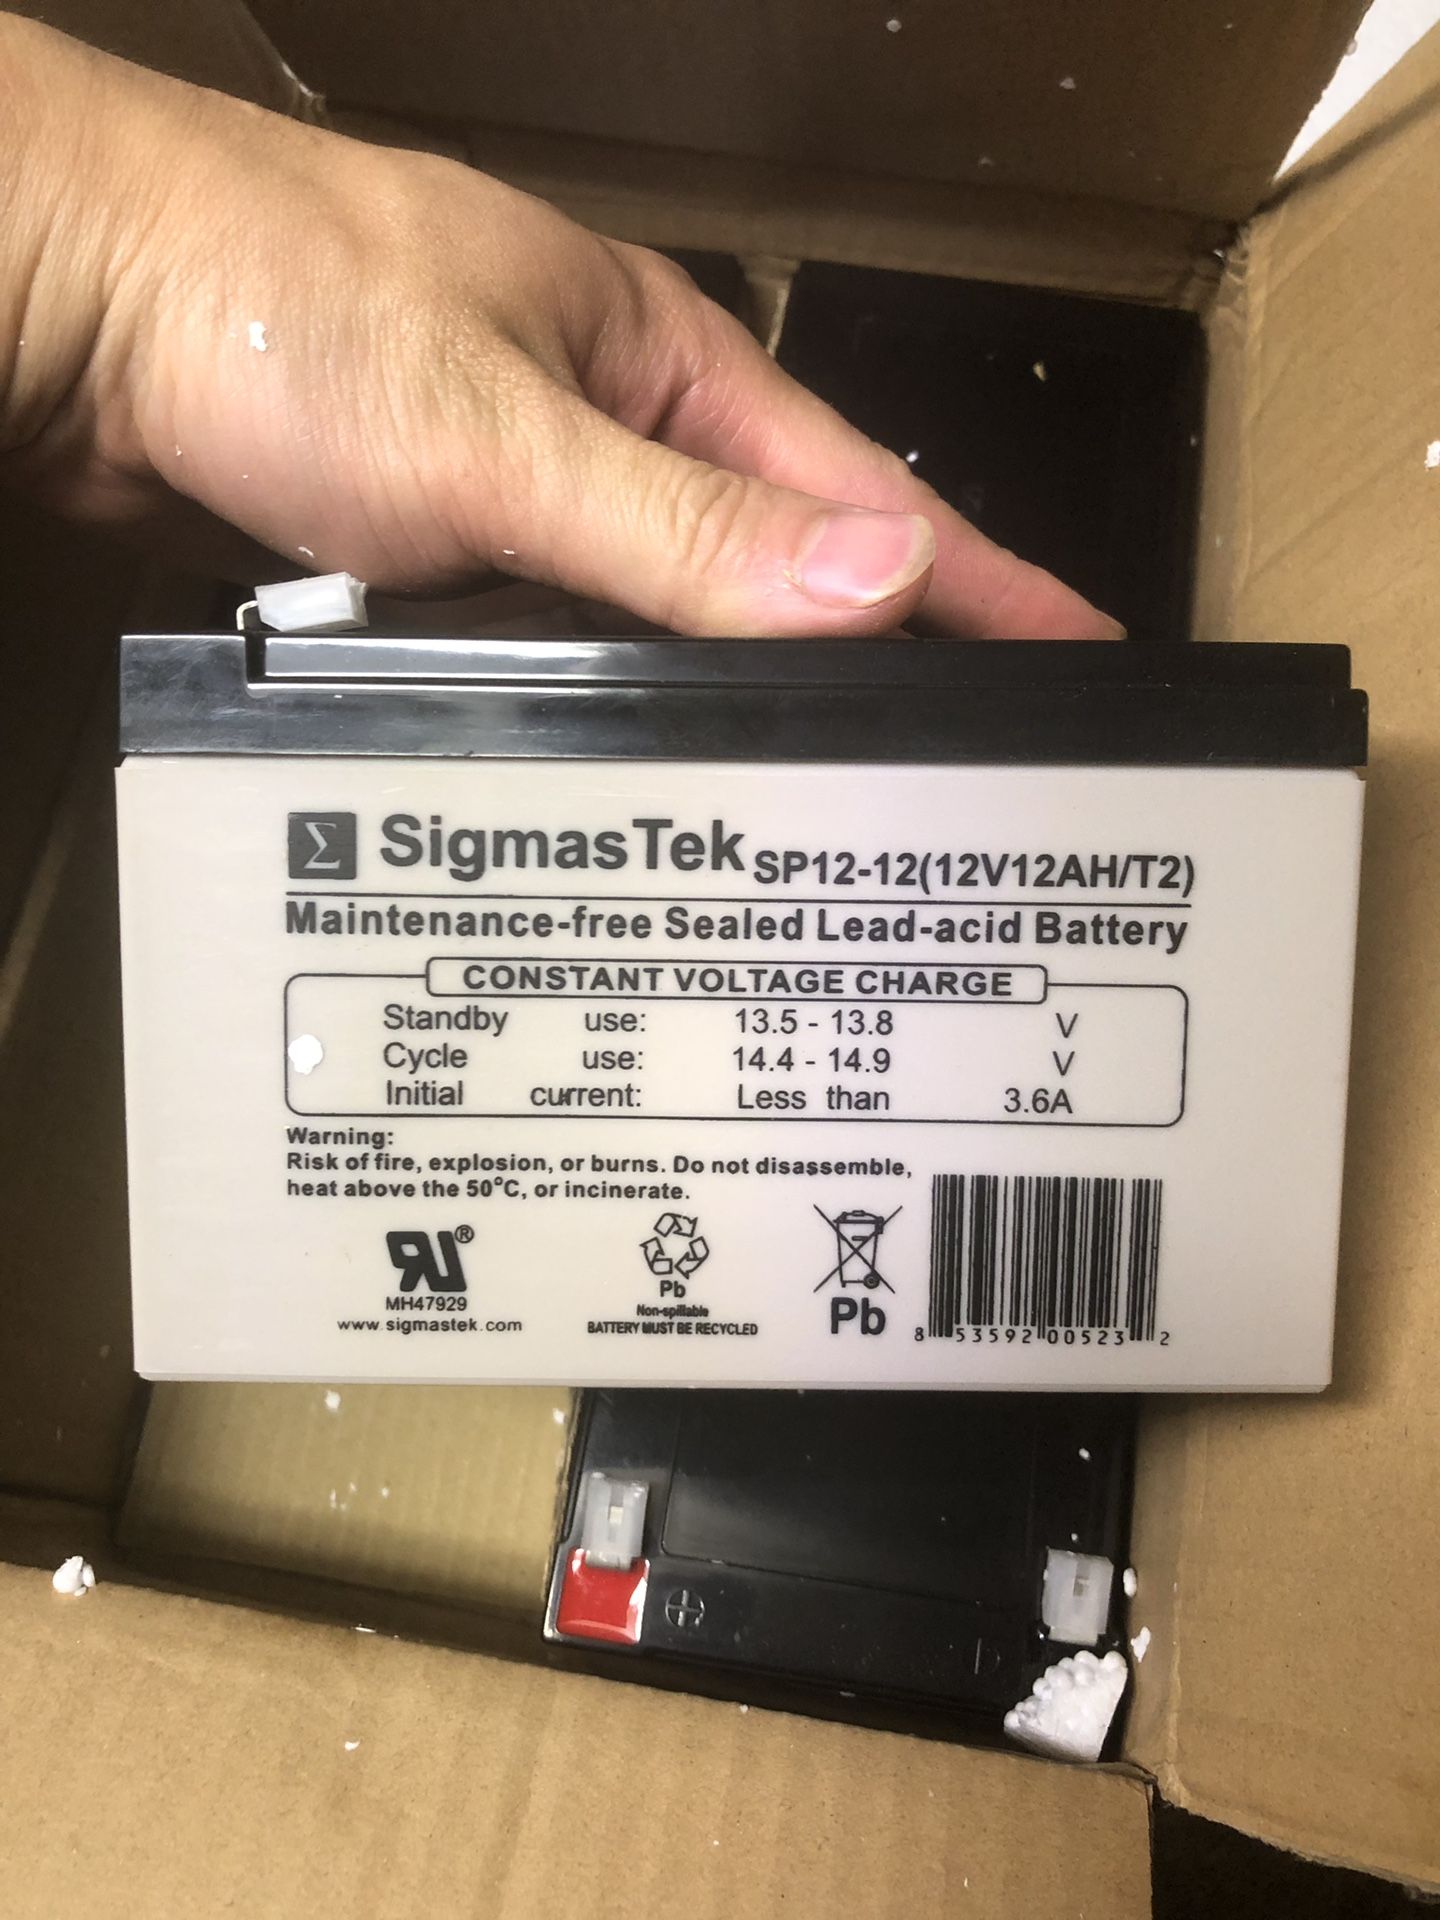 Σ SigmasTek SP12-12(12V12AH/T2)
Maintenance-free Sealed Lead-acid Battery
CONSTANT VOLTAGE CHARGE
Standby use: 13.5 - 13.8 V
Cycle use: 14.4 - 14.9 V
Initial current: Less than 3.6A
Warning:
Risk of fire, explosion, or burns. Do not disassemble,
heat above the 50°C, or incinerate.
RU®
MH47929
www.sigmastek.com
Pb
Non-spillable
BATTERY MUST BE RECYCLED
Pb
8 53592 00523 2
+